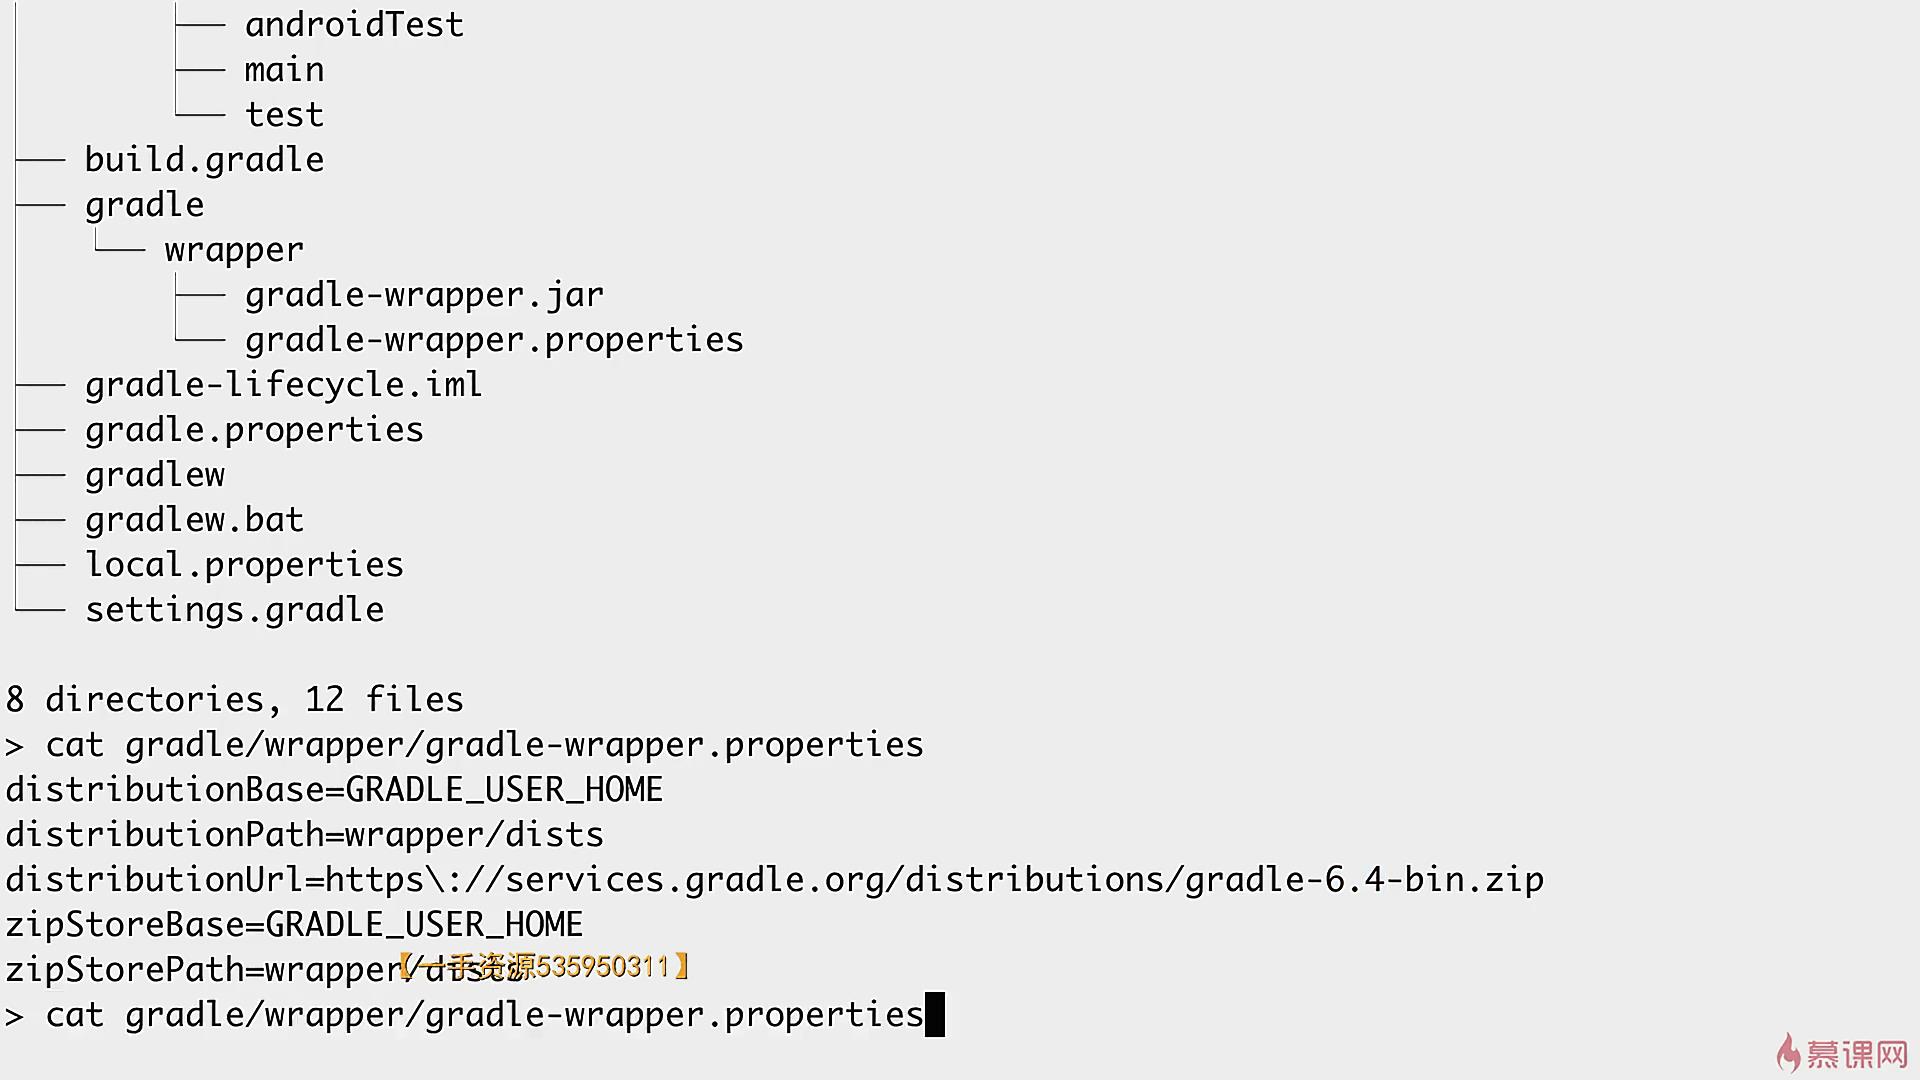 androidTest
main
test
build.gradle
gradle
wrapper
gradle-wrapper.jar
gradle-wrapper.properties
gradle-lifecycle.iml
gradle.properties
gradlew
gradlew.bat
local.properties
settings.gradle
8 directories, 12 files
> cat gradle/wrapper/gradle-wrapper.properties
distributionBase=GRADLE_USER_HOME
distributionPath=wrapper/dists
distributionUrl=https\://services.gradle.org/distributions/gradle-6.4-bin.zip
zipStoreBase=GRADLE_USER_HOME
zipStorePath=wrapper/dists
【一手资源535950311】
> cat gradle/wrapper/gradle-wrapper.properties
慕课网